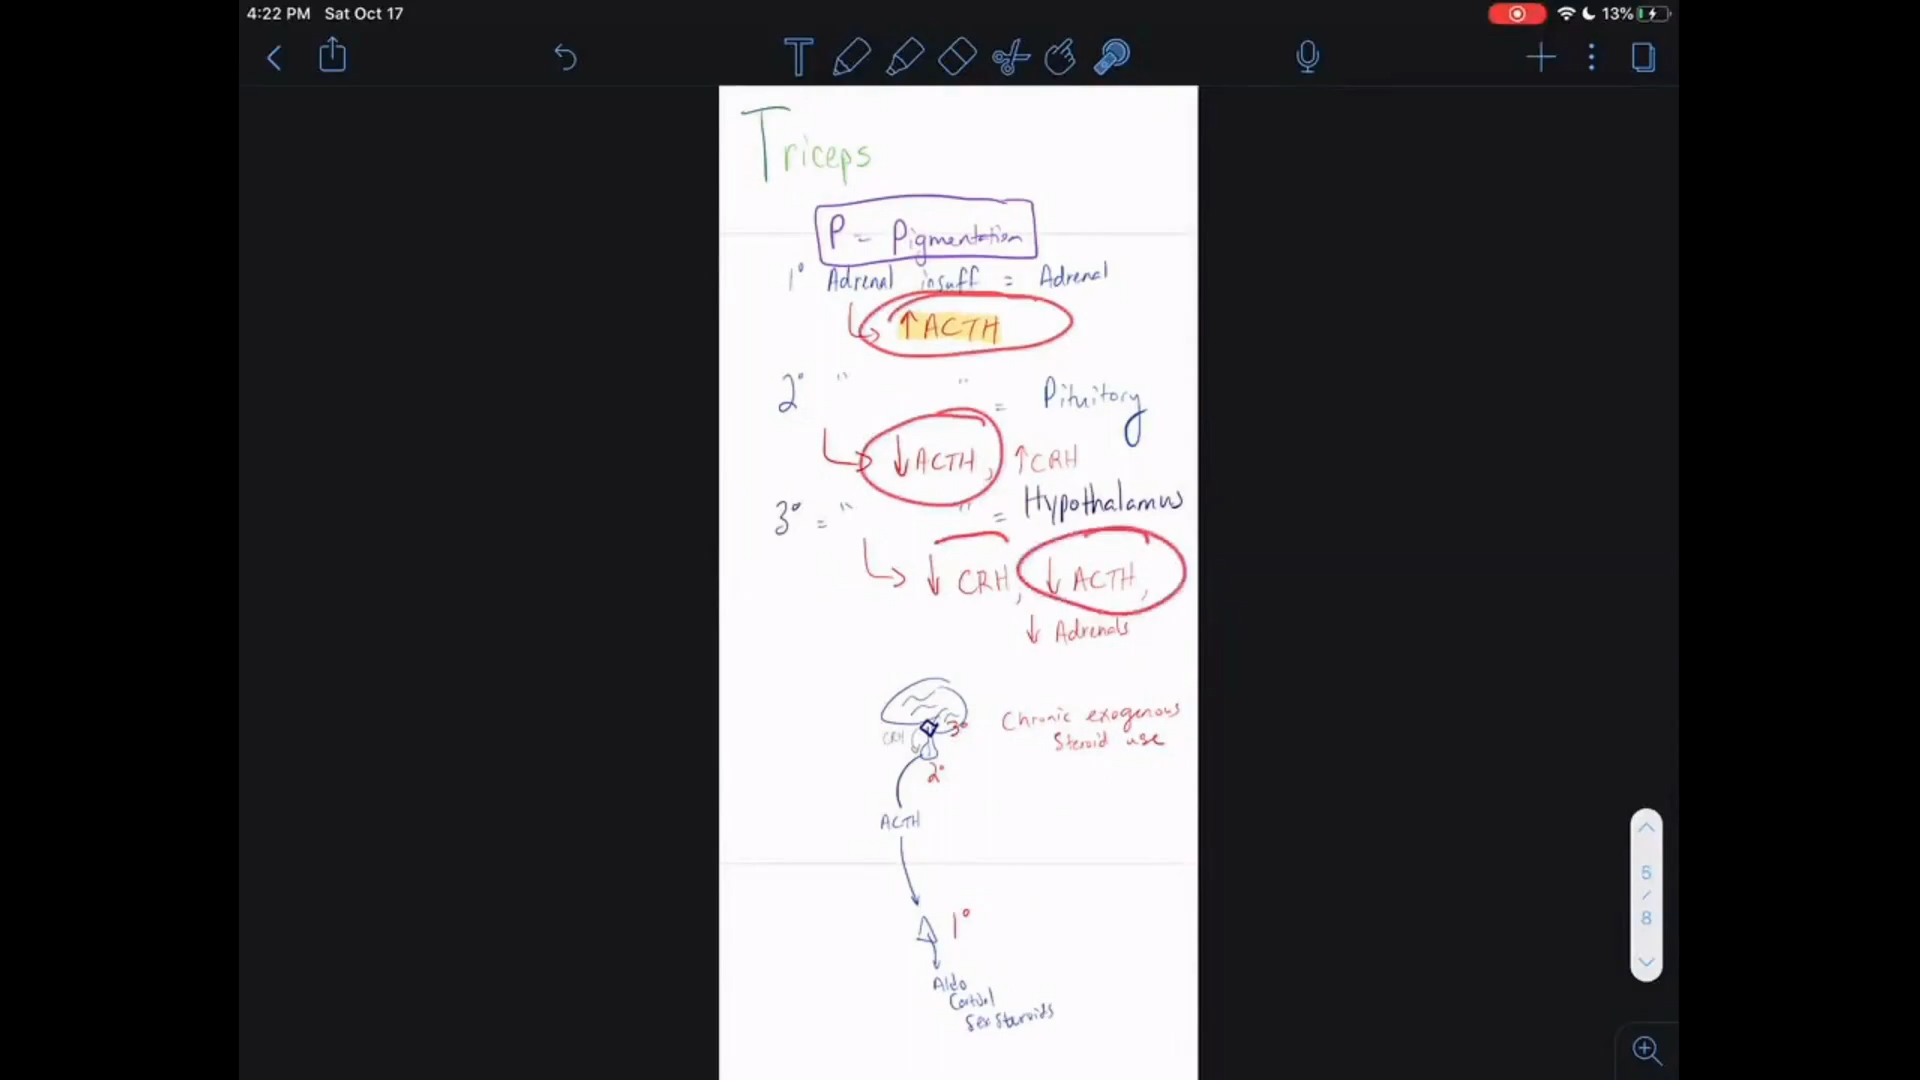 4:22 PM Sat Oct 17
13%
T
Triceps
P = Pigmentation
1° Adrenal insuff = Adrenal
↳ ↑ACTH
2° " " = Pituitory
↳ ↓ACTH, ↑CRH
3° = " " = Hypothalamus
↳ ↓ CRH, ↓ ACTH,
↓ Adrenals
CRH 3°
Chronic exogenous
Steroid use
2°
ACTH
1°
Aldo
Cortisol
Sex Steroids
5
/
8